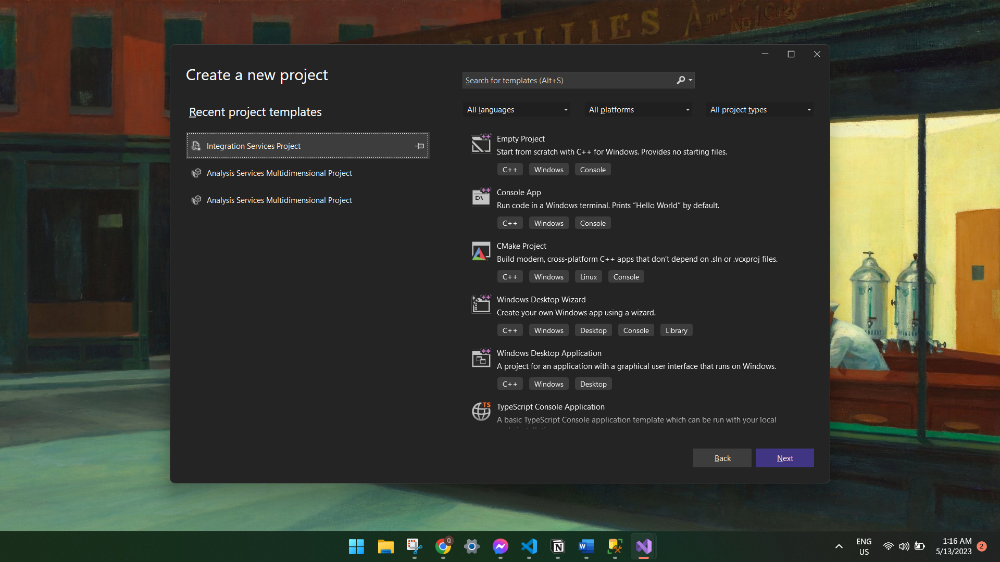 PHILLIES
Create a new project
Search for templates (Alt+S)
Recent project templates
All languages
All platforms
All project types
Integration Services Project
Analysis Services Multidimensional Project
Analysis Services Multidimensional Project
Empty Project
Start from scratch with C++ for Windows. Provides no starting files.
C++ Windows Console
Console App
Run code in a Windows terminal. Prints “Hello World” by default.
C++ Windows Console
CMake Project
Build modern, cross-platform C++ apps that don’t depend on .sln or .vcxproj files.
C++ Windows Linux Console
Windows Desktop Wizard
Create your own Windows app using a wizard.
C++ Windows Desktop Console Library
Windows Desktop Application
A project for an application with a graphical user interface that runs on Windows.
C++ Windows Desktop
TS
TypeScript Console Application
A basic TypeScript Console application template which can be run with your local
Back
Next
ENG
US
1:16 AM
5/13/2023
2